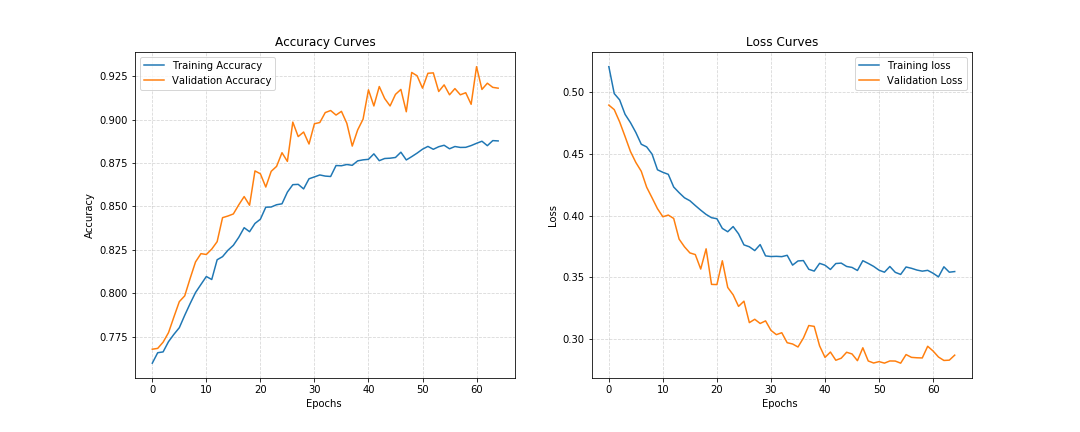 Accuracy Curves
Training Accuracy
Validation Accuracy
0.925
0.900
0.875
0.850
0.825
0.800
0.775
Accuracy
0 10 20 30 40 50 60
Epochs
Loss Curves
Training loss
Validation Loss
0.50
0.45
0.40
0.35
0.30
Loss
0 10 20 30 40 50 60
Epochs